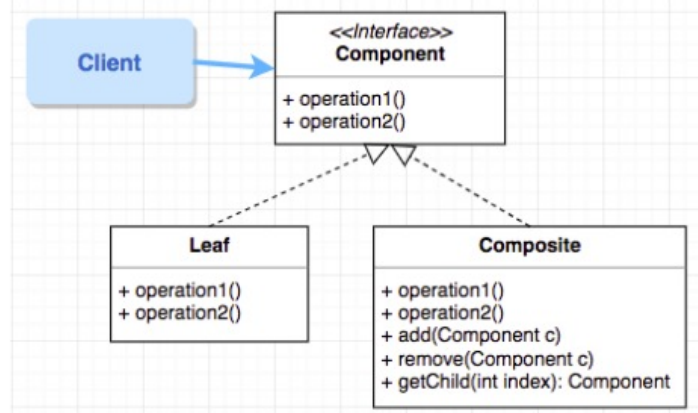 Client
<<Interface>>
Component
+ operation1()
+ operation2()
Leaf
+ operation1()
+ operation2()
Composite
+ operation1()
+ operation2()
+ add(Component c)
+ remove(Component c)
+ getChild(int index): Component